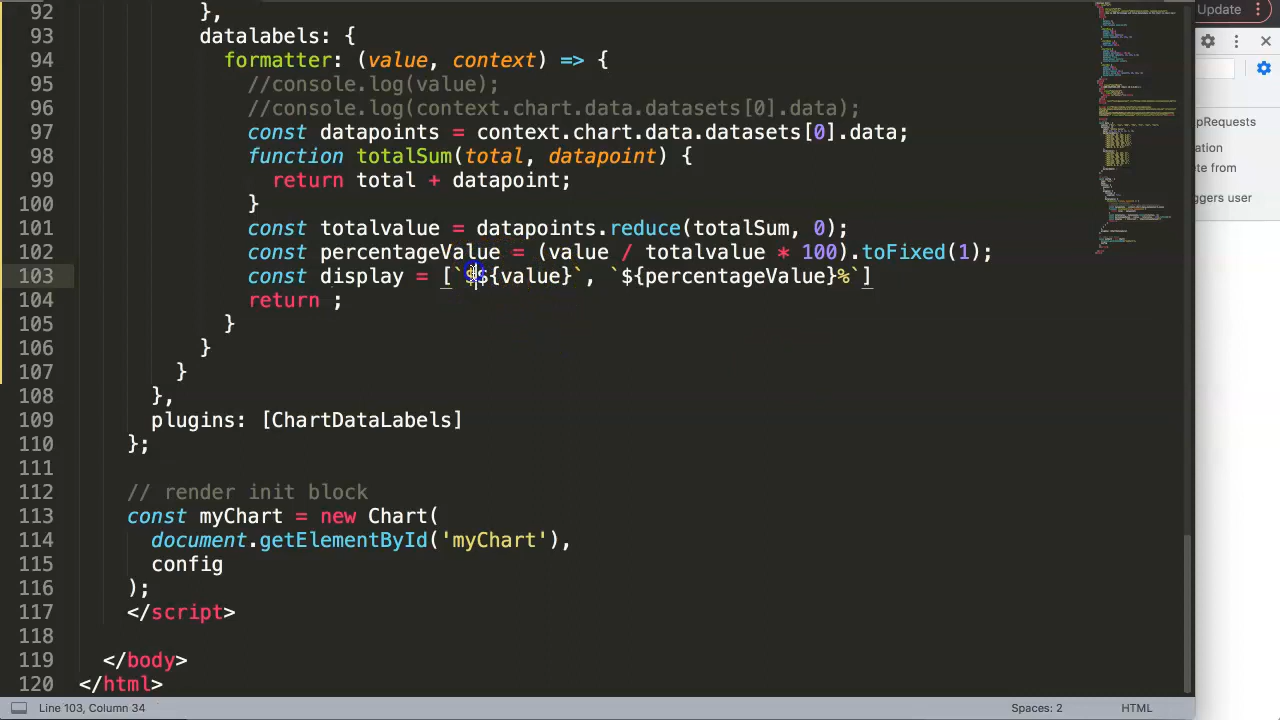 92 },
93 datalabels: {
94 formatter: (value, context) => {
95 //console.log(value);
96 //console.log(context.chart.data.datasets[0].data);
97 const datapoints = context.chart.data.datasets[0].data;
98 function totalSum(total, datapoint) {
99 return total + datapoint;
100 }
101 const totalvalue = datapoints.reduce(totalSum, 0);
102 const percentageValue = (value / totalvalue * 100).toFixed(1);
103 const display = [`$${value}`, `${percentageValue}%`]
104 return ;
105 }
106 }
107 }
108 },
109 plugins: [ChartDataLabels]
110 };
111
112 // render init block
113 const myChart = new Chart(
114 document.getElementById('myChart'),
115 config
116 );
117 </script>
118
119 </body>
120 </html>
Line 103, Column 34
Spaces: 2
HTML
Update
pRequests
ation
ete from
ggers user